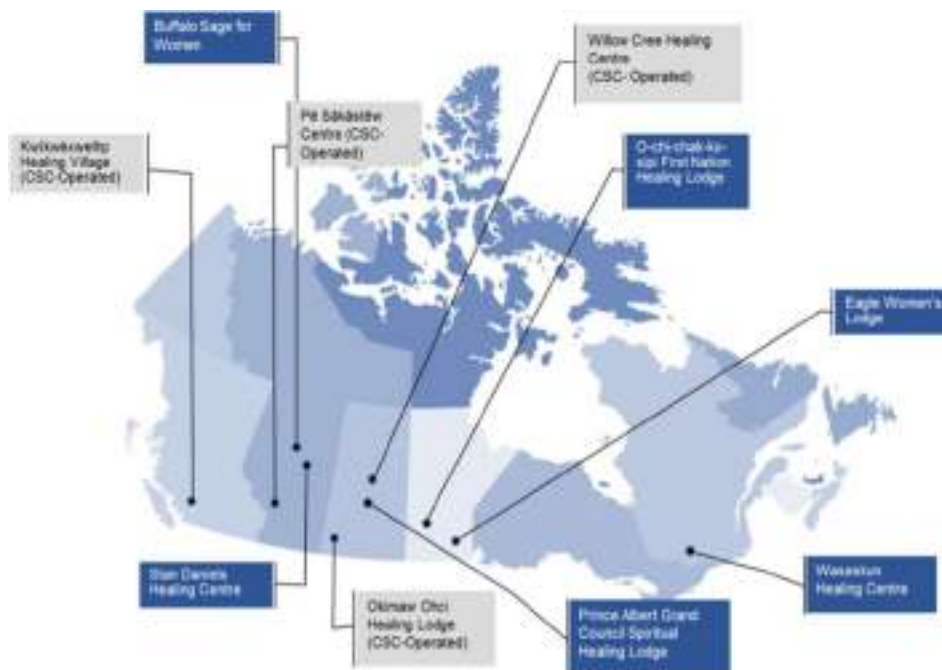 Buffalo Sage for
Women
Willow Cree Healing
Centre
(CSC- Operated)
Pê Sâkâstêw
Centre (CSC-
Operated)
Kwìkwèxwelhp
Healing Village
(CSC-Operated)
O-chi-chak-ko-
sipi First Nation
Healing Lodge
Eagle Women's
Lodge
Stan Daniels
Healing Centre
Waseskun
Healing Centre
Okimaw Ohci
Healing Lodge
(CSC-Operated)
Prince Albert Grand
Council Spiritual
Healing Lodge